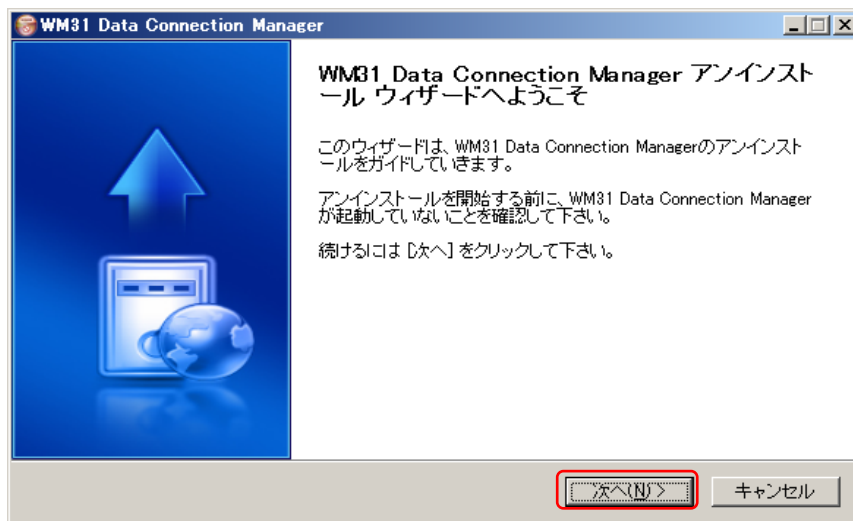 WM31 Data Connection Manager
WM31 Data Connection Manager アンインスト
ール ウィザードへようこそ
このウィザードは、WM31 Data Connection Managerのアンインスト
ールをガイドしていきます。
アンインストールを開始する前に、WM31 Data Connection Manager
が起動していないことを確認して下さい。
続けるには [次へ] をクリックして下さい。
次へ(N) >
キャンセル